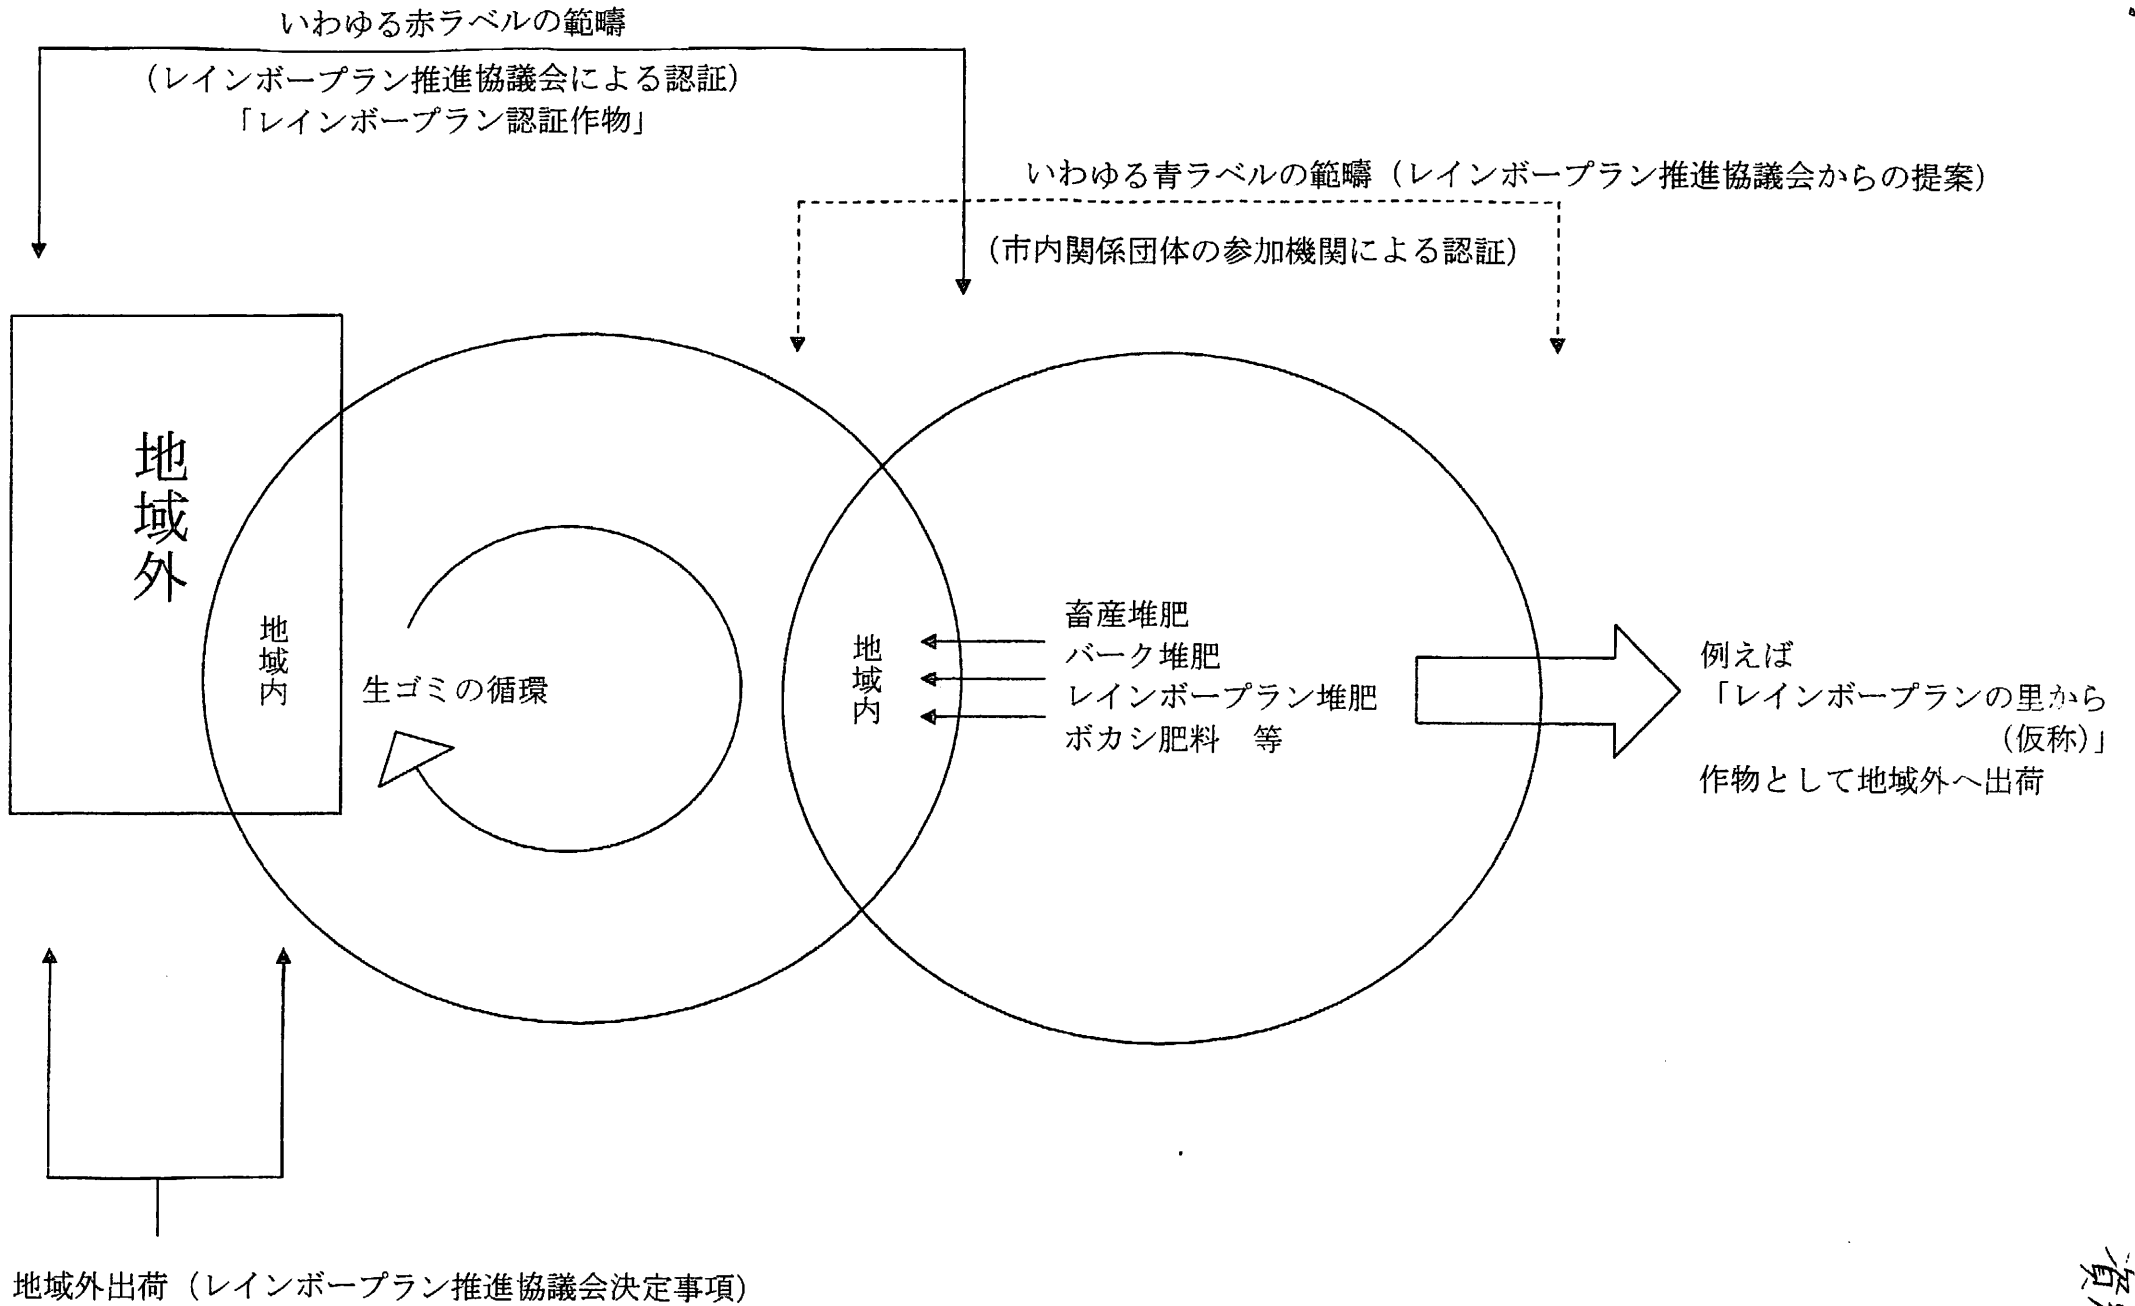 いわゆる赤ラベルの範疇
（レインボープラン推進協議会による認証）
「レインボープラン認証作物」
いわゆる青ラベルの範疇（レインボープラン推進協議会からの提案）
（市内関係団体の参加機関による認証）
地域外
地域内
生ゴミの循環
地域内
畜産堆肥
バーク堆肥
レインボープラン堆肥
ボカシ肥料　等
例えば
「レインボープランの里から
（仮称）」
作物として地域外へ出荷
地域外出荷（レインボープラン推進協議会決定事項）